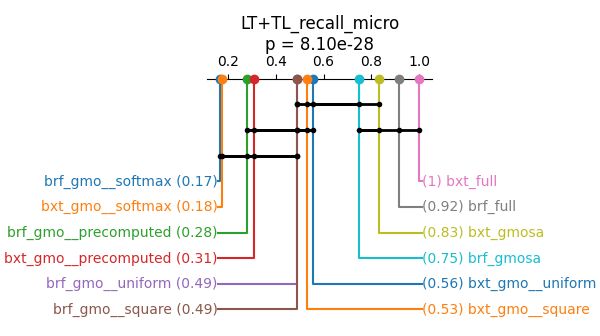 LT+TL_recall_micro
p = 8.10e-28
0.2 0.4 0.6 0.8 1.0
brf_gmo__softmax (0.17) (1) bxt_full
bxt_gmo__softmax (0.18) (0.92) brf_full
brf_gmo__precomputed (0.28) (0.83) bxt_gmosa
bxt_gmo__precomputed (0.31) (0.75) brf_gmosa
brf_gmo__uniform (0.49) (0.56) bxt_gmo__uniform
brf_gmo__square (0.49) (0.53) bxt_gmo__square